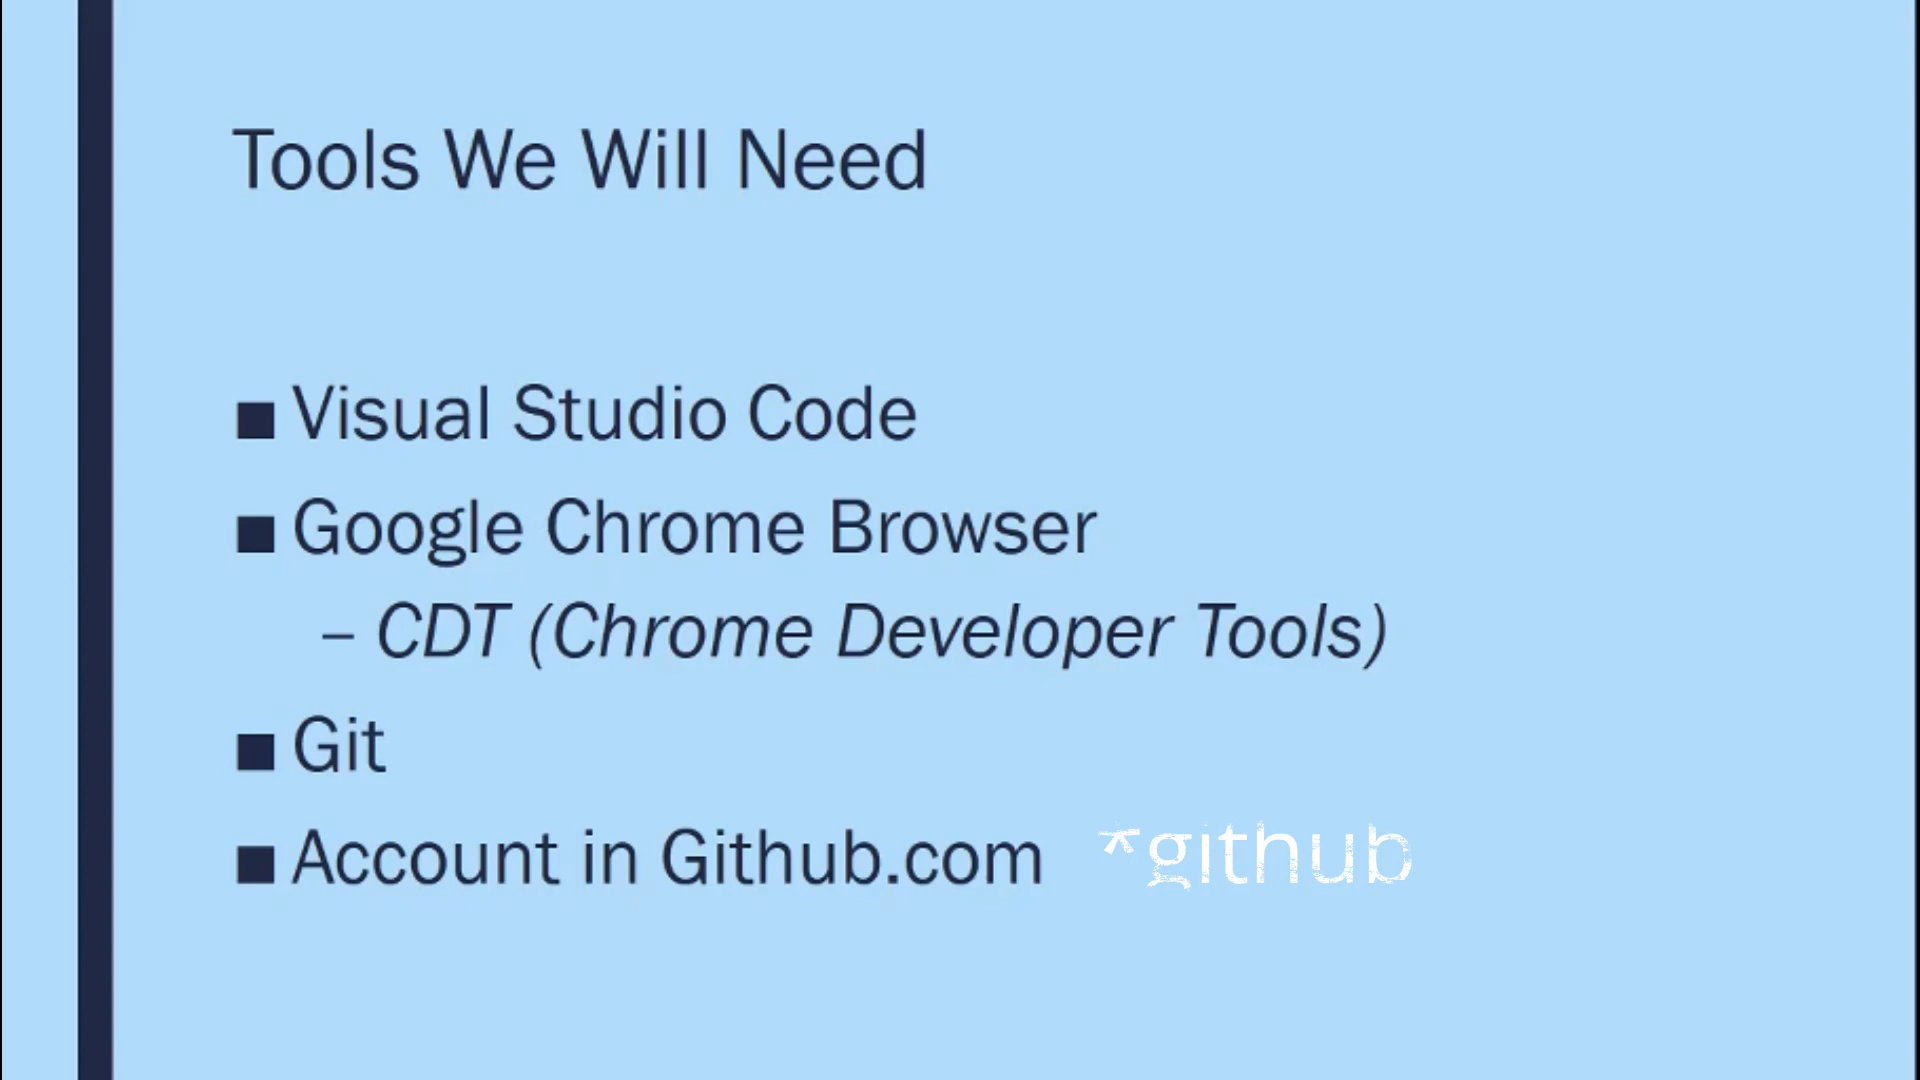 Tools We Will Need
■ Visual Studio Code
■ Google Chrome Browser
– CDT (Chrome Developer Tools)
■ Git
■ Account in Github.com *github